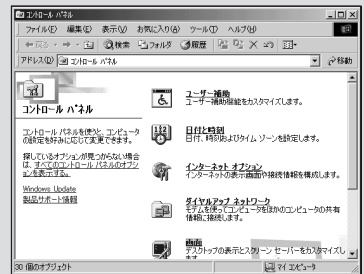 コントロール パネル
ファイル(F) 編集(E) 表示(V) お気に入り(A) ツール(T) ヘルプ(H)
戻る 検索 フォルダ 履歴
アドレス(D) コントロール パネル 移動
コントロール パネル
コントロール パネルを使うと、コンピュータ
の設定を好みに応じて変更できます。
探しているオプションが見つからない場合
は、すべてのコントロール パネルのオプシ
ョンを表示する。
Windows Update
製品サポート情報
ユーザー補助
ユーザー補助機能をカスタマイズします。
日付と時刻
日付、時刻およびタイム ゾーンを設定します。
インターネット オプション
インターネットの表示画面や接続情報を構成します。
ダイヤルアップ ネットワーク
モデムを使ってコンピュータをほかのコンピュータの共有
情報に接続します。
画面
デスクトップの表示とスクリーン セーバーをカスタマイズし
ます
30 個のオブジェクト マイ コンピュータ